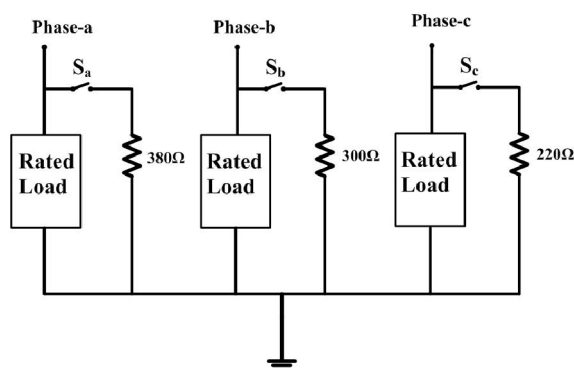 Phase-a
Phase-b
Phase-c
Sa
Sb
Sc
Rated
Load
380Ω
Rated
Load
300Ω
Rated
Load
220Ω